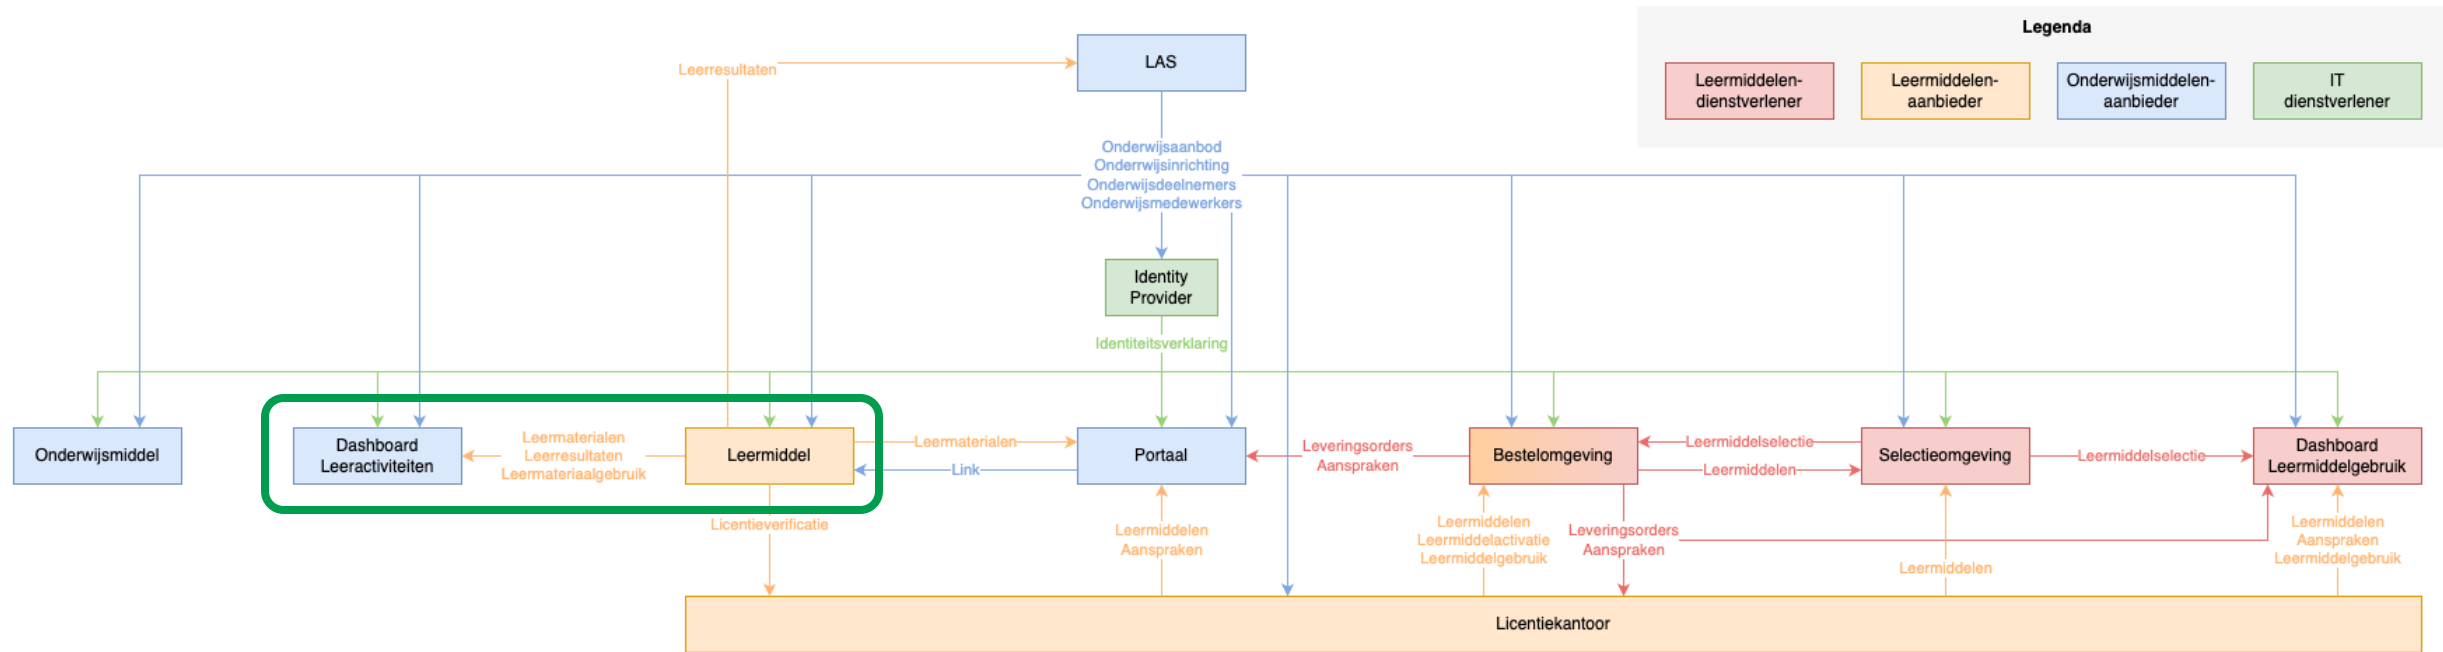 Legenda
Leermiddelen-
dienstverlener
Leermiddelen-
aanbieder
Onderwijsmiddelen-
aanbieder
IT
dienstverlener
LAS
Leerresultaten
Onderwijsaanbod
Onderrwijsinrichting
Onderwijsdeelnemers
Onderwijsmedewerkers
Identity
Provider
Identiteitsverklaring
Onderwijsmiddel
Dashboard
Leeractiviteiten
Leermaterialen
Leerresultaten
Leermateriaalgebruik
Leermiddel
Leermaterialen
Link
Portaal
Leveringsorders
Aanspraken
Bestelomgeving
Leermiddelselectie
Leermiddelen
Selectieomgeving
Leermiddelselectie
Dashboard
Leermiddelgebruik
Licentieverificatie
Leermiddelen
Aanspraken
Leermiddelen
Leermiddelactivatie
Leermiddelgebruik
Leveringsorders
Aanspraken
Leermiddelen
Leermiddelen
Aanspraken
Leermiddelgebruik
Licentiekantoor